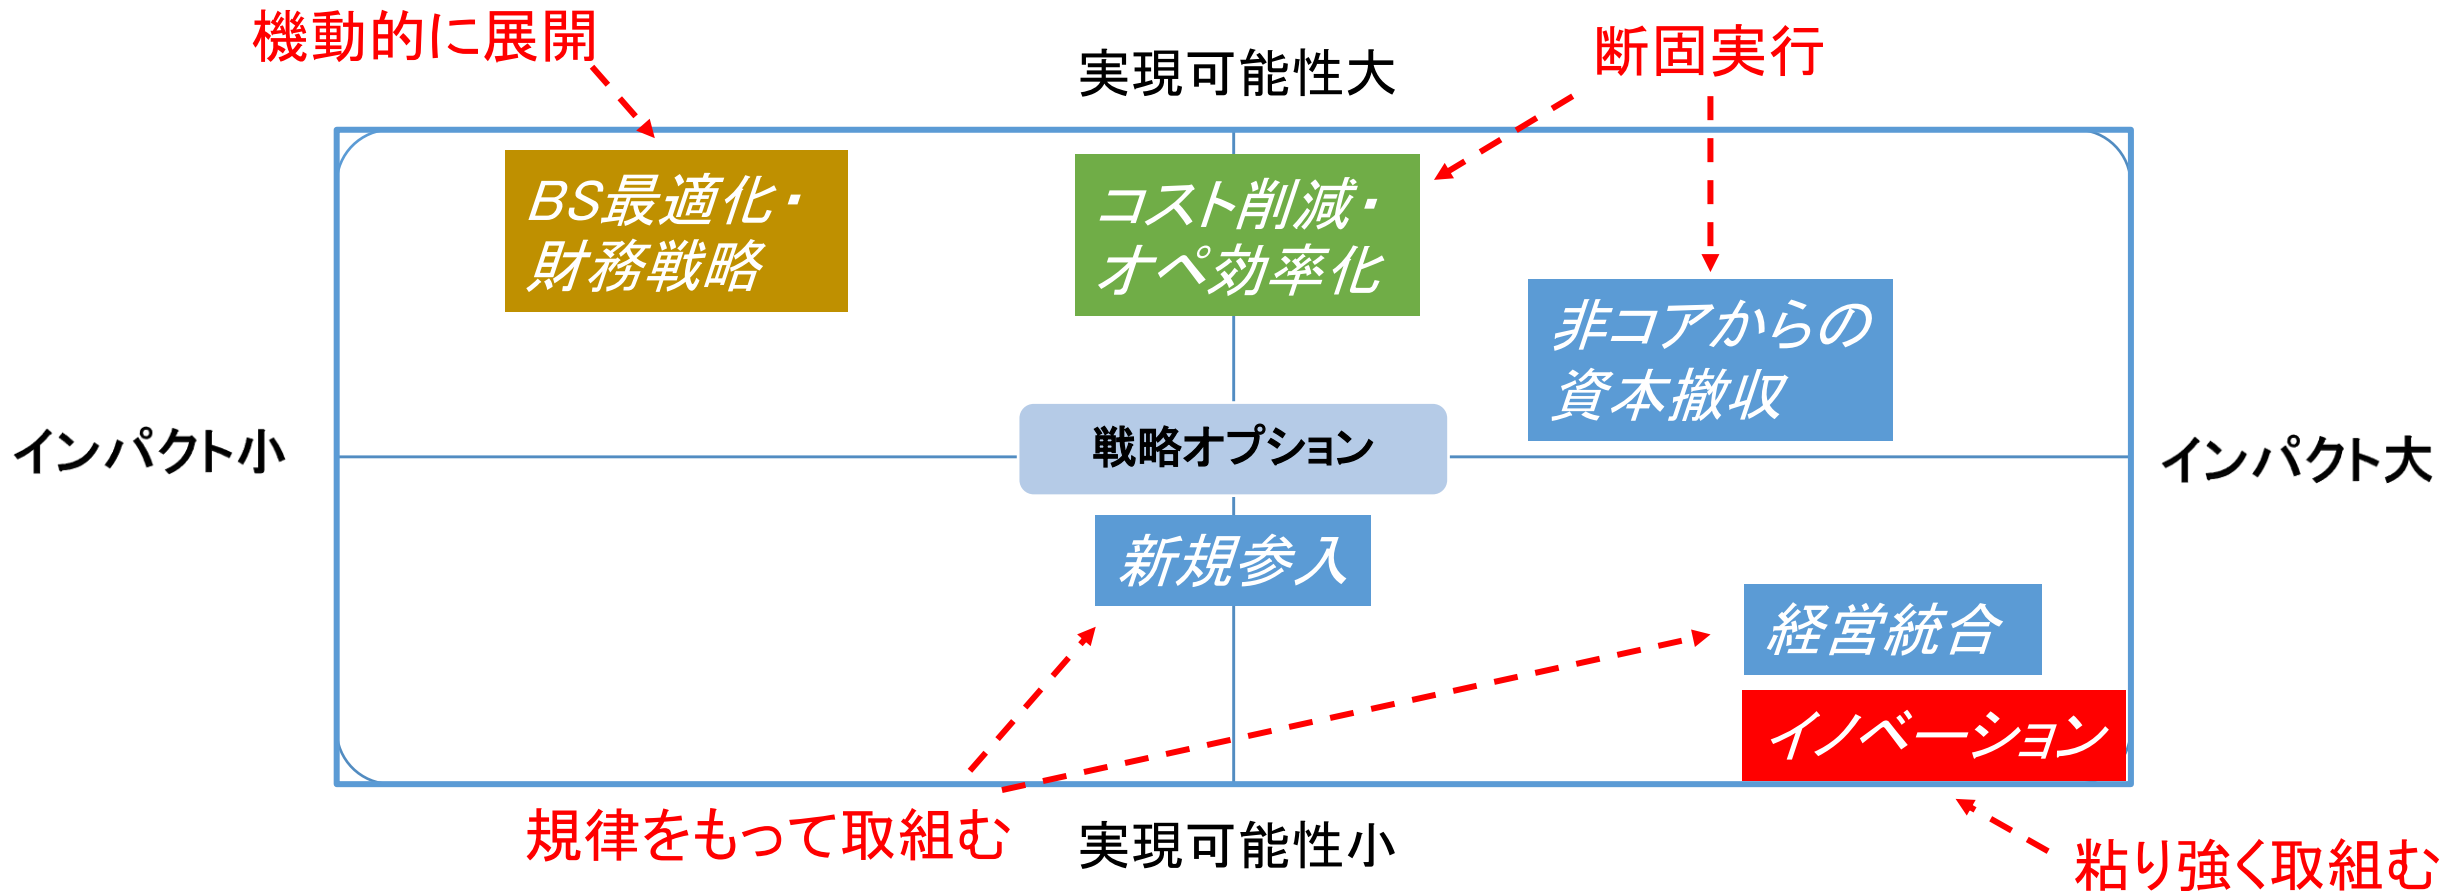 機動的に展開
実現可能性大
断固実行
BS最適化・
財務戦略
コスト削減・
オペ効率化
非コアからの
資本撤収
インパクト小
戦略オプション
インパクト大
新規参入
経営統合
イノベーション
規律をもって取組む
実現可能性小
粘り強く取組む